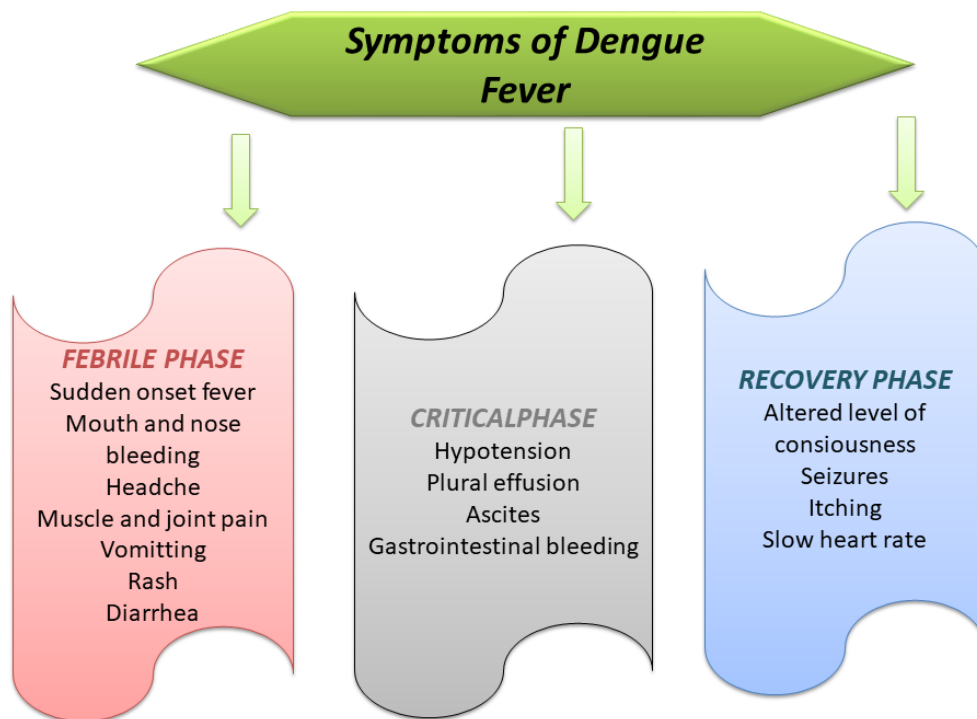 Symptoms of Dengue
Fever
FEBRILE PHASE
Sudden onset fever
Mouth and nose
bleeding
Headche
Muscle and joint pain
Vomitting
Rash
Diarrhea
CRITICALPHASE
Hypotension
Plural effusion
Ascites
Gastrointestinal bleeding
RECOVERY PHASE
Altered level of
consiousness
Seizures
Itching
Slow heart rate